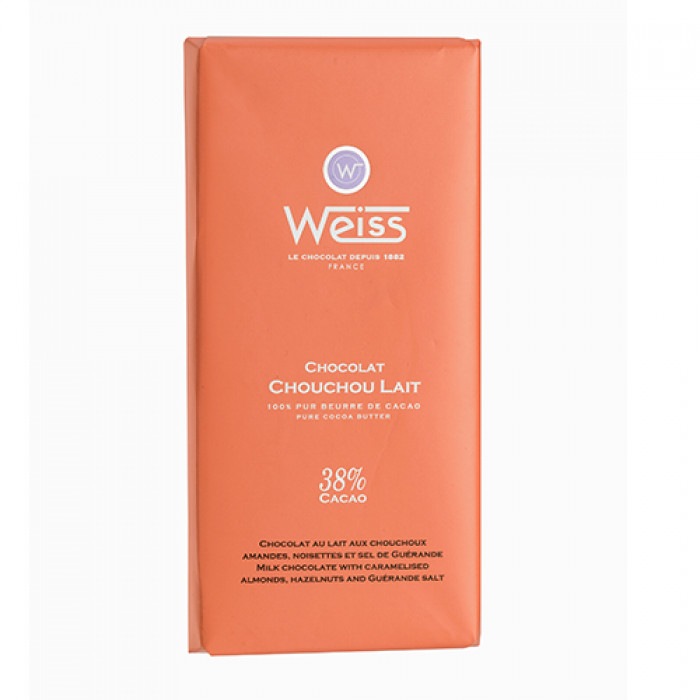 W
Weiss
LE CHOCOLAT DEPUIS 1882
FRANCE
CHOCOLAT
CHOUCHOU LAIT
100% PUR BEURRE DE CACAO
PURE COCOA BUTTER
38%
CACAO
CHOCOLAT AU LAIT AUX CHOUCHOUX
AMANDES, NOISETTES ET SEL DE GUÉRANDE
MILK CHOCOLATE WITH CARAMELISED
ALMONDS, HAZELNUTS AND GUÉRANDE SALT